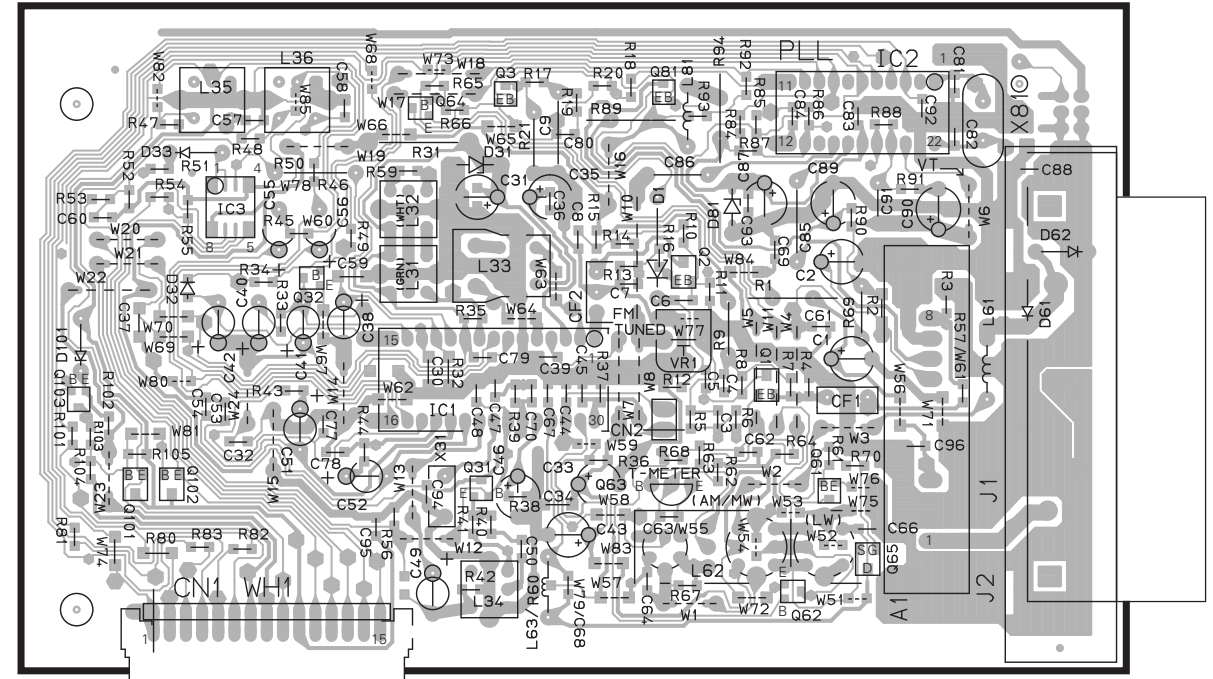 W82
L35
L36
W85
C58
W68
W73
W18
R65
Q3
R17
R20
R18
Q81
L81
R64
R92
PLL
IC2
1
C81
X81
R47
C57
W17
B
Q64
E
R66
EB
R19
R89
EB
R93
R85
11
C84
R86
C83
R88
C92
22
C82
12
D33
R48
W66
W65
R21
C9
C80
R84
R87
R52
R51
1
4
R50
W19
R59
R31
D31
C35
W16
C86
C87
C89
VT
C88
R53
R54
IC3
C55
W78
R46
C31
C36
R15
C8
W10
D1
D81
C91
R91
C90
W6
C60
R45
W60
C56
(WHT)
L32
R14
R16
R10
C93
C85
R90
W20
R55
8
5
R79
C69
D62
W21
R34
B
E
C59
(GRN)
L31
L33
W63
R13
Q2
EB
W84
C2
W22
D32
C40
R33
Q32
C7
C6
R11
R1
R69
R2
R3
C37
W70
C38
R35
W64
CF2
FM
TUNED
W77
W5
W11
W4
C61
C1
8
R57/W61
L61
D61
W69
C42
C41
W67
15
C79
C39
1
C45
R37
VR1
R9
R8
Q1
EB
R7
R4
D101
W80
R43
W14
W62
C30
R32
W8
R12
C5
C4
CF1
W56
W71
BE
Q103
R102
C54
C53
W24
C77
R44
16
IC1
C48
C47
R39
C70
C67
C44
30
W7
CN2
R5
C3
R6
R101
R103
W81
C32
X31
W59
C62
R64
W3
C96
R104
R105
C51
C78
W13
Q31
C46
C33
R36
R68
R63
R62
Q61
R61
R70
W23
BE
BE
Q102
W15
C52
C94
E
B
R38
C34
Q63
T-METER
B
E
(AM/MW)
W2
BE
W76
W75
J1
Q101
R41
R40
W58
W53
(LW)
R81
W74
R80
R83
R82
C95
R56
C49
W12
C50
C43
C63/W55
W54
W52
C66
1
W83
SG
D
Q65
CN1
WH1
R42
L34
L63/R60
W57
L62
E
R67
W1
W72
B
Q62
W51
A1
J2
C64
W79/C68
1
15